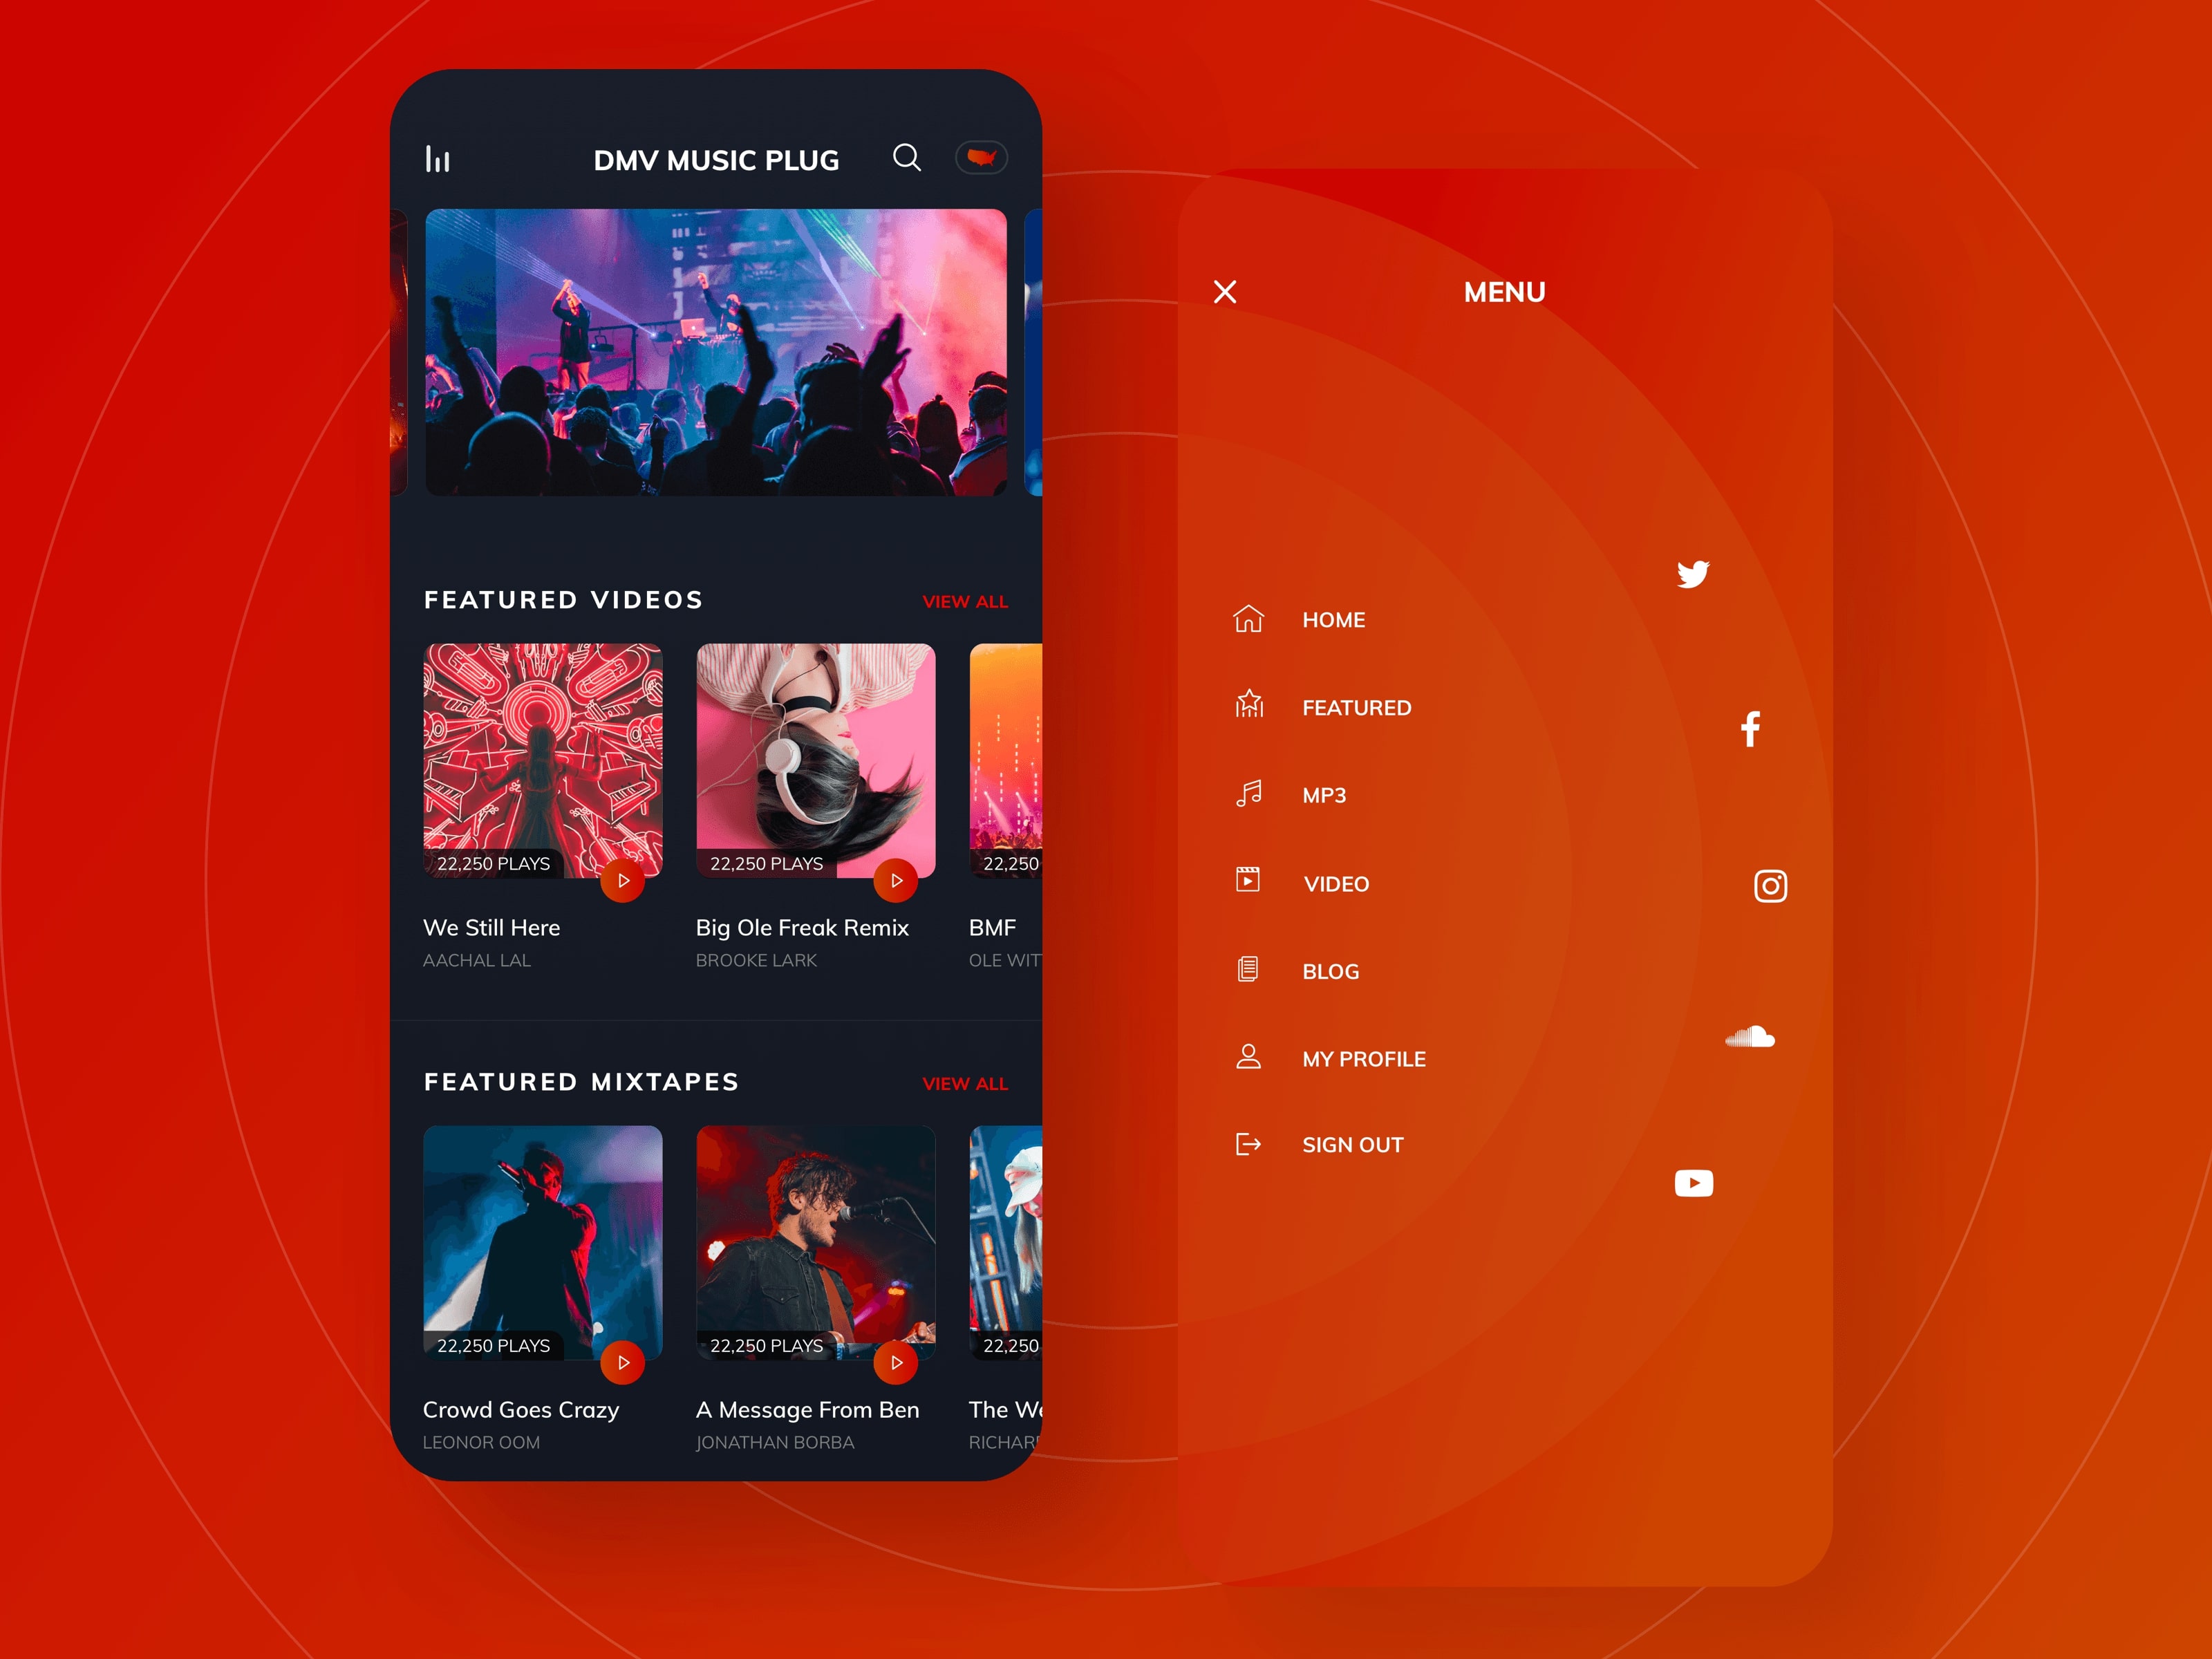 DMV MUSIC PLUG
FEATURED VIDEOS
VIEW ALL
22,250 PLAYS
22,250 PLAYS
22,250
We Still Here
Big Ole Freak Remix
BMF
AACHAL LAL
BROOKE LARK
OLE WIT
FEATURED MIXTAPES
VIEW ALL
22,250 PLAYS
22,250 PLAYS
22,250
Crowd Goes Crazy
A Message From Ben
The We
LEONOR OOM
JONATHAN BORBA
RICHAR
MENU
HOME
FEATURED
MP3
VIDEO
BLOG
MY PROFILE
SIGN OUT